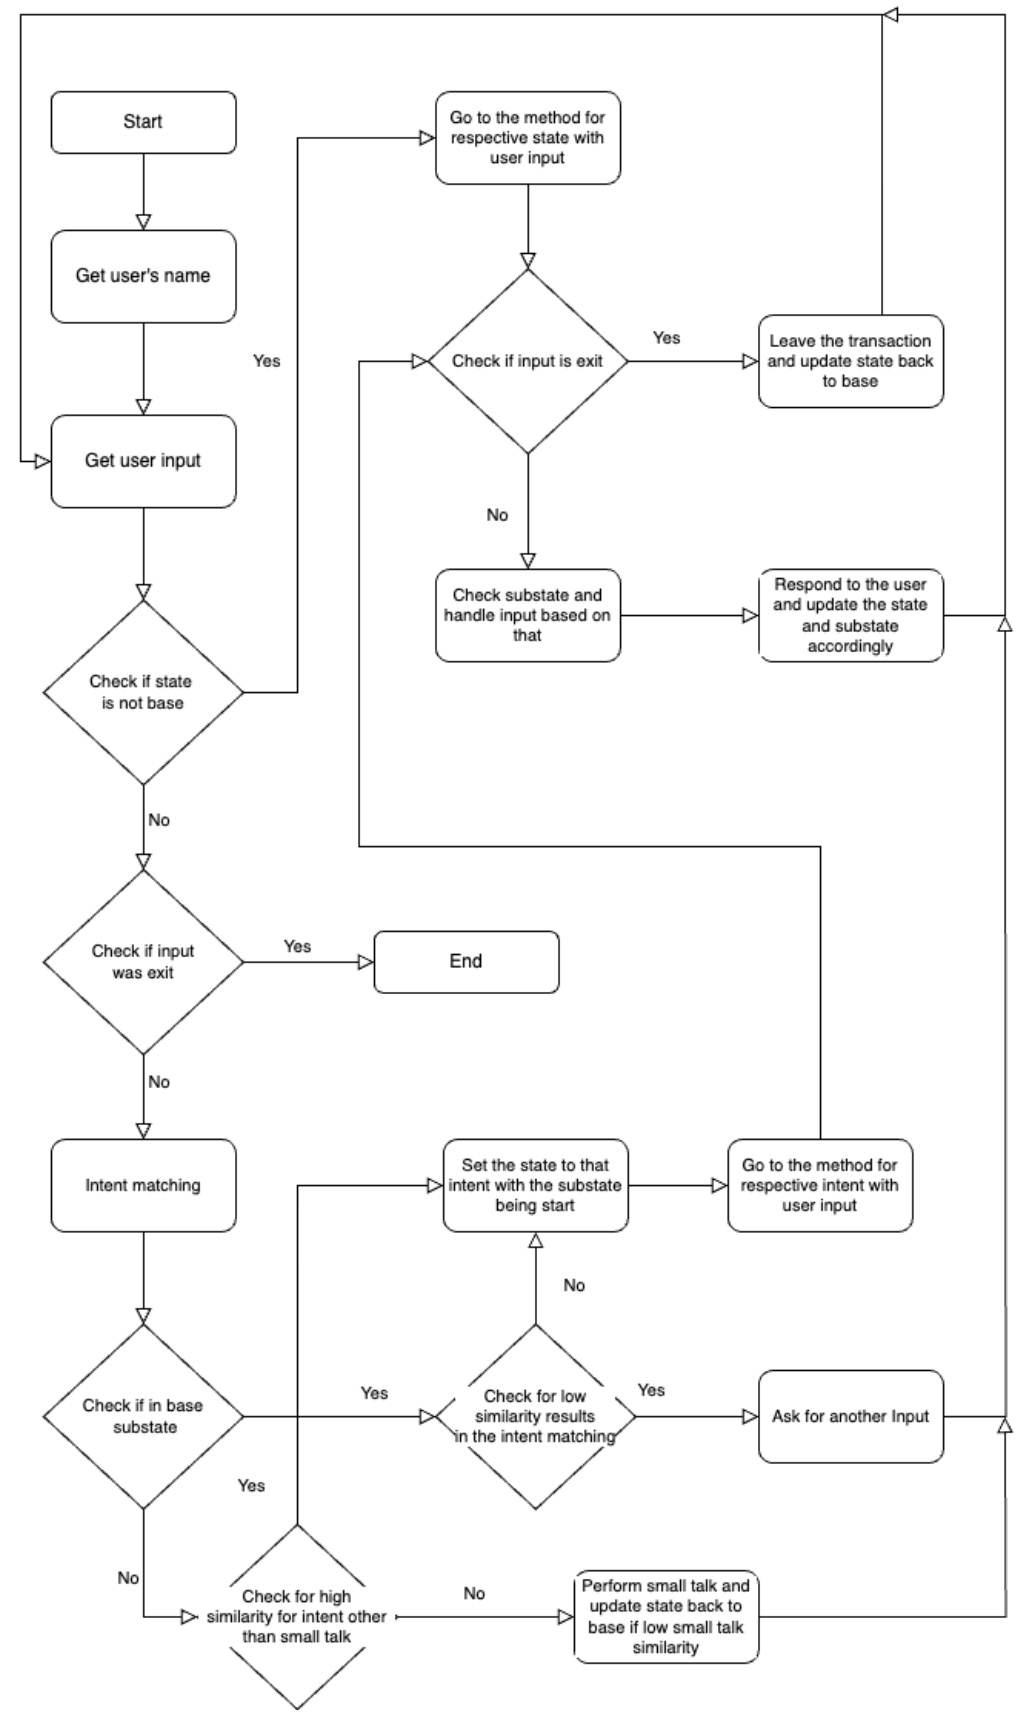 Start
Go to the method for
respective state with
user input
Get user's name
Yes
Check if input is exit
Yes
Leave the transaction
and update state back
to base
Get user input
No
Check substate and
handle input based on
that
Respond to the user
and update the state
and substate
accordingly
Check if state
is not base
No
Check if input
was exit
Yes
End
No
Intent matching
Set the state to that
intent with the substate
being start
Go to the method for
respective intent with
user input
No
Check if in base
substate
Yes
Check for low
similarity results
in the intent matching
Yes
Ask for another Input
Yes
No
Check for high
similarity for intent other
than small talk
No
Perform small talk and
update state back to
base if low small talk
similarity